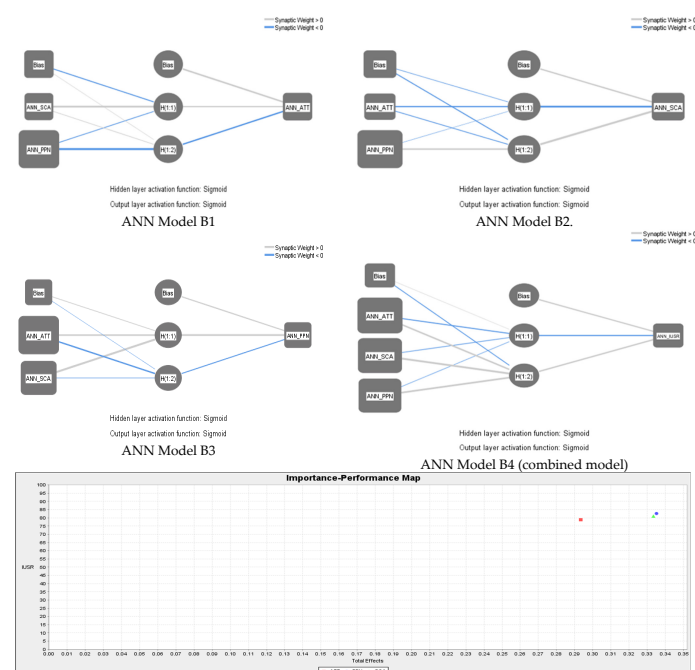 Synaptic Weight > 0
Synaptic Weight < 0
Bias
Bias
ANN_SCA
H(1:1)
ANN_ATT
ANN_PPN
H(1:2)
Hidden layer activation function: Sigmoid
Output layer activation function: Sigmoid
ANN Model B1
Synaptic Weight > 0
Synaptic Weight < 0
Bias
Bias
ANN_ATT
H(1:1)
ANN_SCA
ANN_PPN
H(1:2)
Hidden layer activation function: Sigmoid
Output layer activation function: Sigmoid
ANN Model B2.
Synaptic Weight > 0
Synaptic Weight < 0
Bias
Bias
ANN_ATT
H(1:1)
ANN_PPN
ANN_SCA
H(1:2)
Hidden layer activation function: Sigmoid
Output layer activation function: Sigmoid
ANN Model B3
Synaptic Weight > 0
Synaptic Weight < 0
Bias
Bias
ANN_ATT
H(1:1)
ANN_IUSR
ANN_SCA
H(1:2)
ANN_PPN
Hidden layer activation function: Sigmoid
Output layer activation function: Sigmoid
ANN Model B4 (combined model)
Importance-Performance Map
100
95
90
85
80
75
70
65
60
55
IUSR 50
45
40
35
30
25
20
15
10
5
0
0.00 0.01 0.02 0.03 0.04 0.05 0.06 0.07 0.08 0.09 0.10 0.11 0.12 0.13 0.14 0.15 0.16 0.17 0.18 0.19 0.20 0.21 0.22 0.23 0.24 0.25 0.26 0.27 0.28 0.29 0.30 0.31 0.32 0.33 0.34 0.35
Total Effects